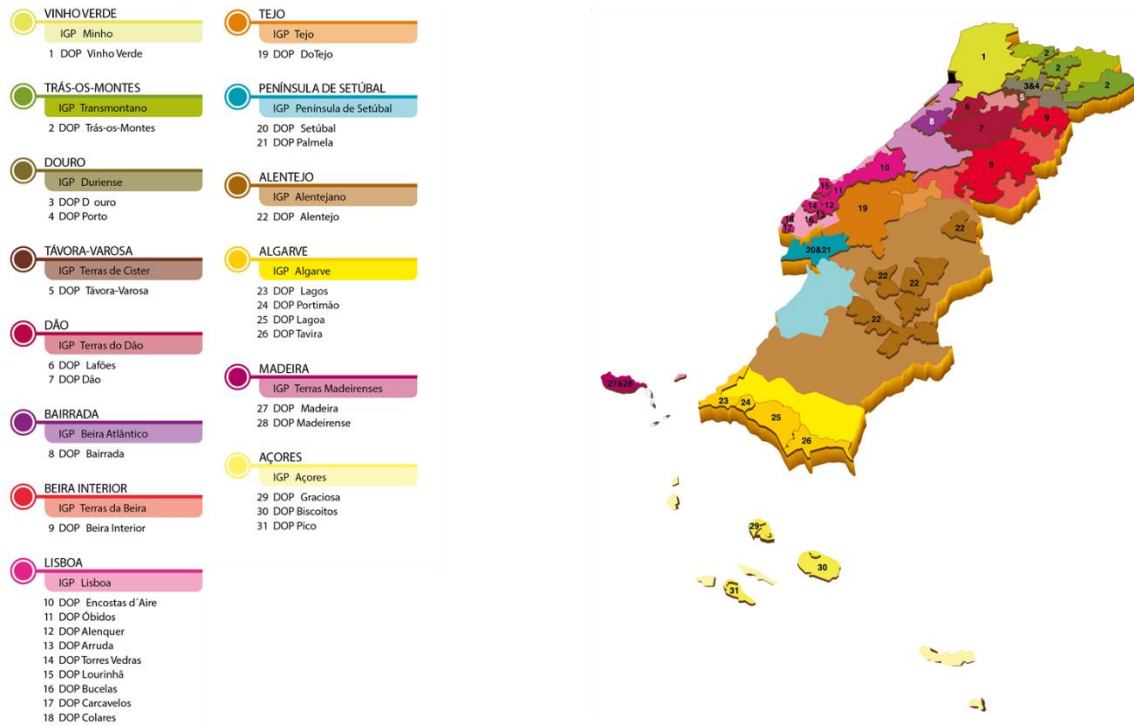 VINHO VERDE
IGP Minho
1 DOP Vinho Verde
TRÁS-OS-MONTES
IGP Transmontano
2 DOP Trás-os-Montes
DOURO
IGP Duriense
3 DOP D ouro
4 DOP Porto
TÁVORA-VAROSA
IGP Terras de Cister
5 DOP Távora-Varosa
DÃO
IGP Terras do Dão
6 DOP Lafões
7 DOP Dão
BAIRRADA
IGP Beira Atlântico
8 DOP Bairrada
BEIRA INTERIOR
IGP Terras da Beira
9 DOP Beira Interior
LISBOA
IGP Lisboa
10 DOP Encostas d´Aire
11 DOP Óbidos
12 DOP Alenquer
13 DOP Arruda
14 DOP Torres Vedras
15 DOP Lourinhã
16 DOP Bucelas
17 DOP Carcavelos
18 DOP Colares
TEJO
IGP Tejo
19 DOP DoTejo
PENÍNSULA DE SETÚBAL
IGP Península de Setúbal
20 DOP Setúbal
21 DOP Palmela
ALENTEJO
IGP Alentejano
22 DOP Alentejo
ALGARVE
IGP Algarve
23 DOP Lagos
24 DOP Portimão
25 DOP Lagoa
26 DOP Tavira
MADEIRA
IGP Terras Madeirenses
27 DOP Madeira
28 DOP Madeirense
AÇORES
IGP Açores
29 DOP Graciosa
30 DOP Biscoitos
31 DOP Pico
1
2
2
3&4
2
5
6
9
8
7
10
9
15
11
14
12
19
18
16
13
17
22
20&21
22
22
22
27&28
23
24
25
26
29
30
31